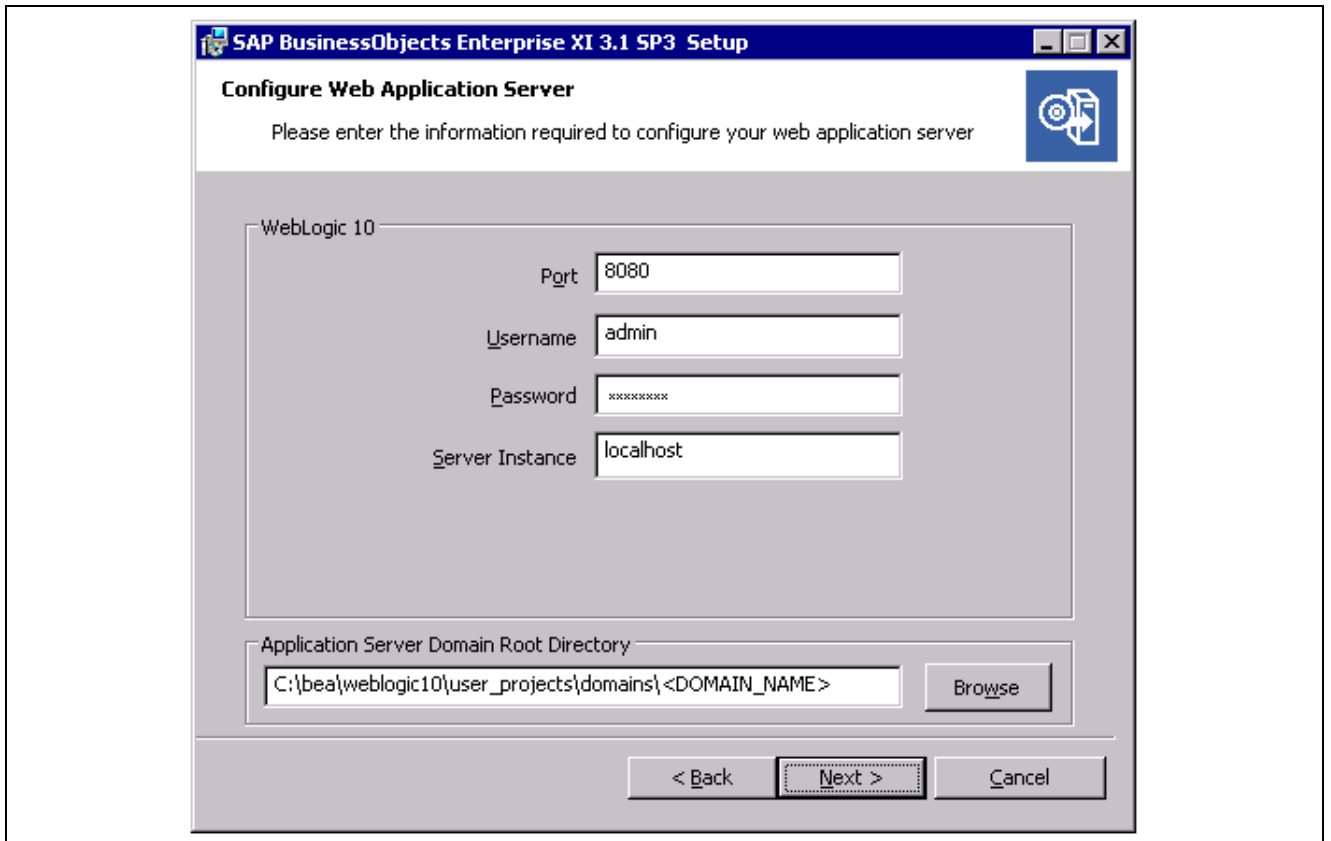 SAP BusinessObjects Enterprise XI 3.1 SP3 Setup
Configure Web Application Server
Please enter the information required to configure your web application server
WebLogic 10
Port 8080
Username admin
Password xxxxxxxx
Server Instance localhost
Application Server Domain Root Directory
C:\bea\weblogic10\user_projects\domains\<DOMAIN_NAME> Browse
< Back Next > Cancel